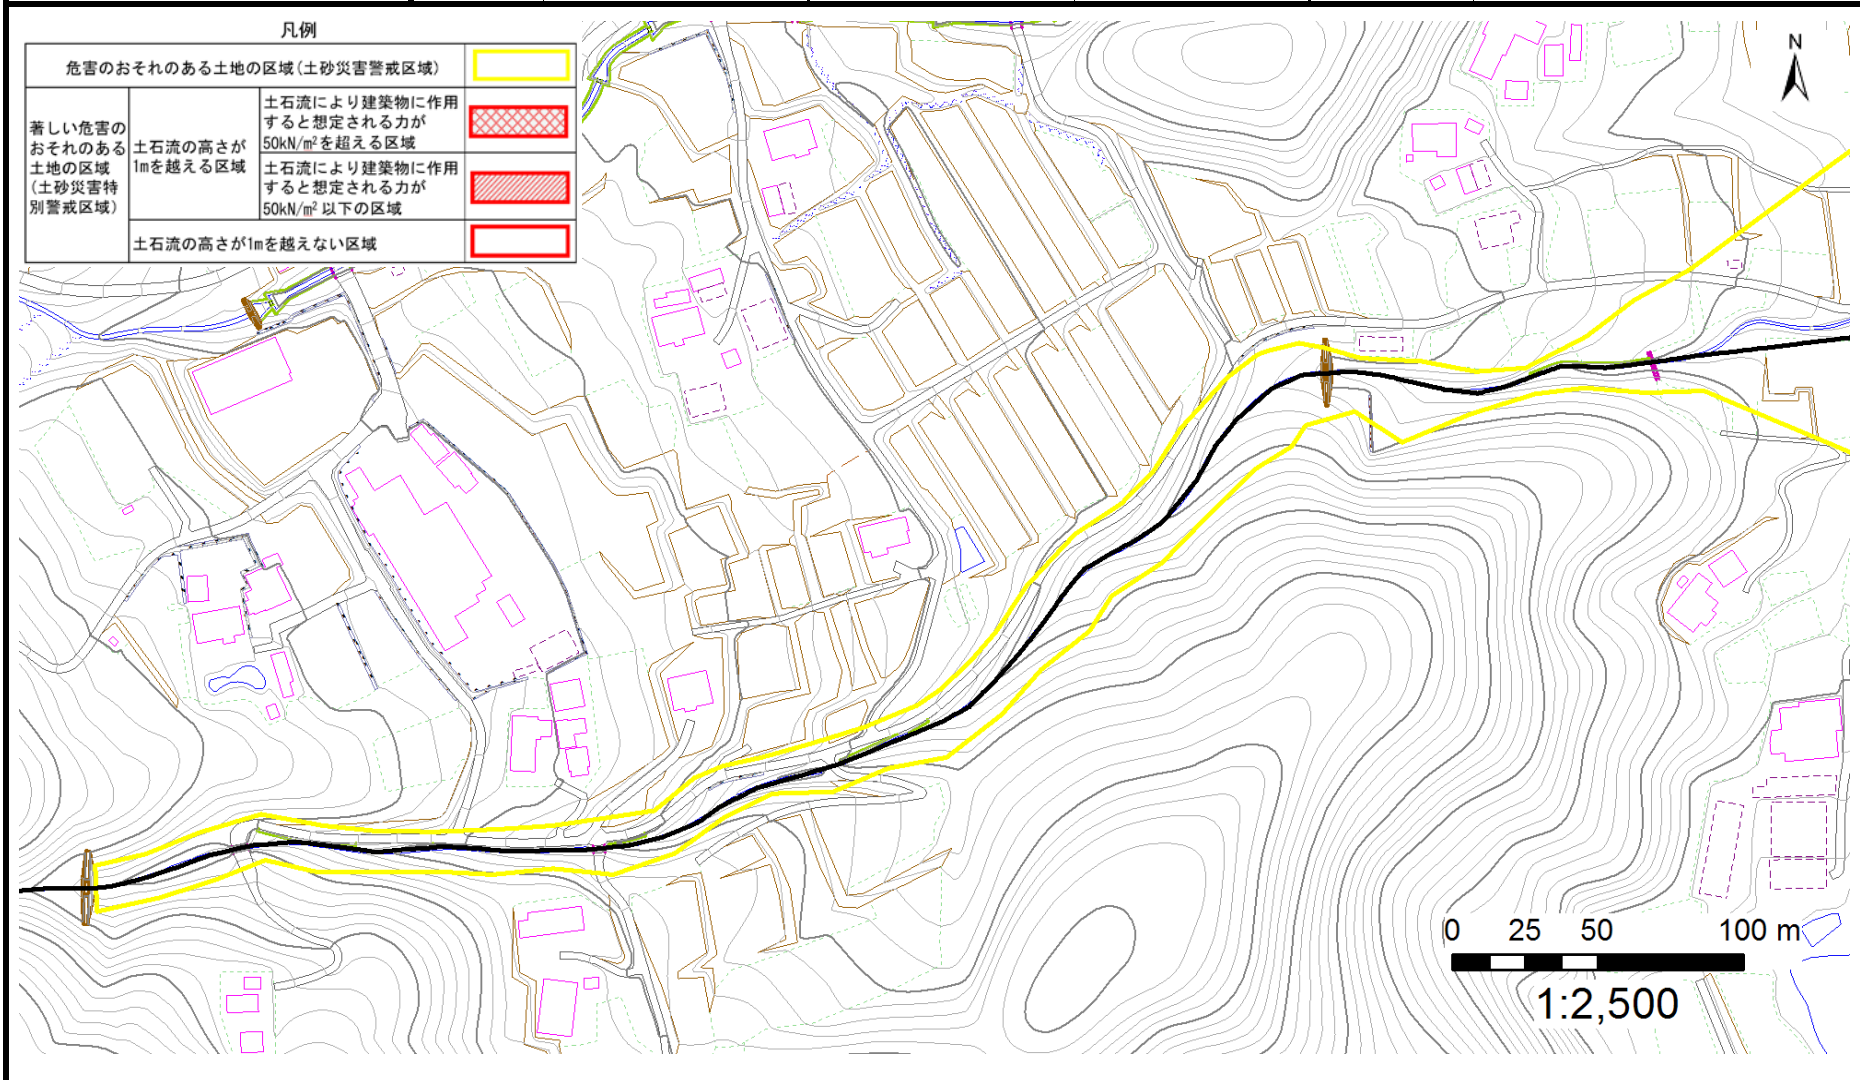 凡例
危害のおそれのある土地の区域(土砂災害警戒区域)
著しい危害の
おそれのある
土地の区域
(土砂災害特
別警戒区域)
土石流の高さが
1mを越える区域
土石流により建築物に作用
すると想定される力が
50kN/m²を超える区域
土石流により建築物に作用
すると想定される力が
50kN/m²以下の区域
土石流の高さが1mを越えない区域
N
0 25 50 100 m
1:2,500